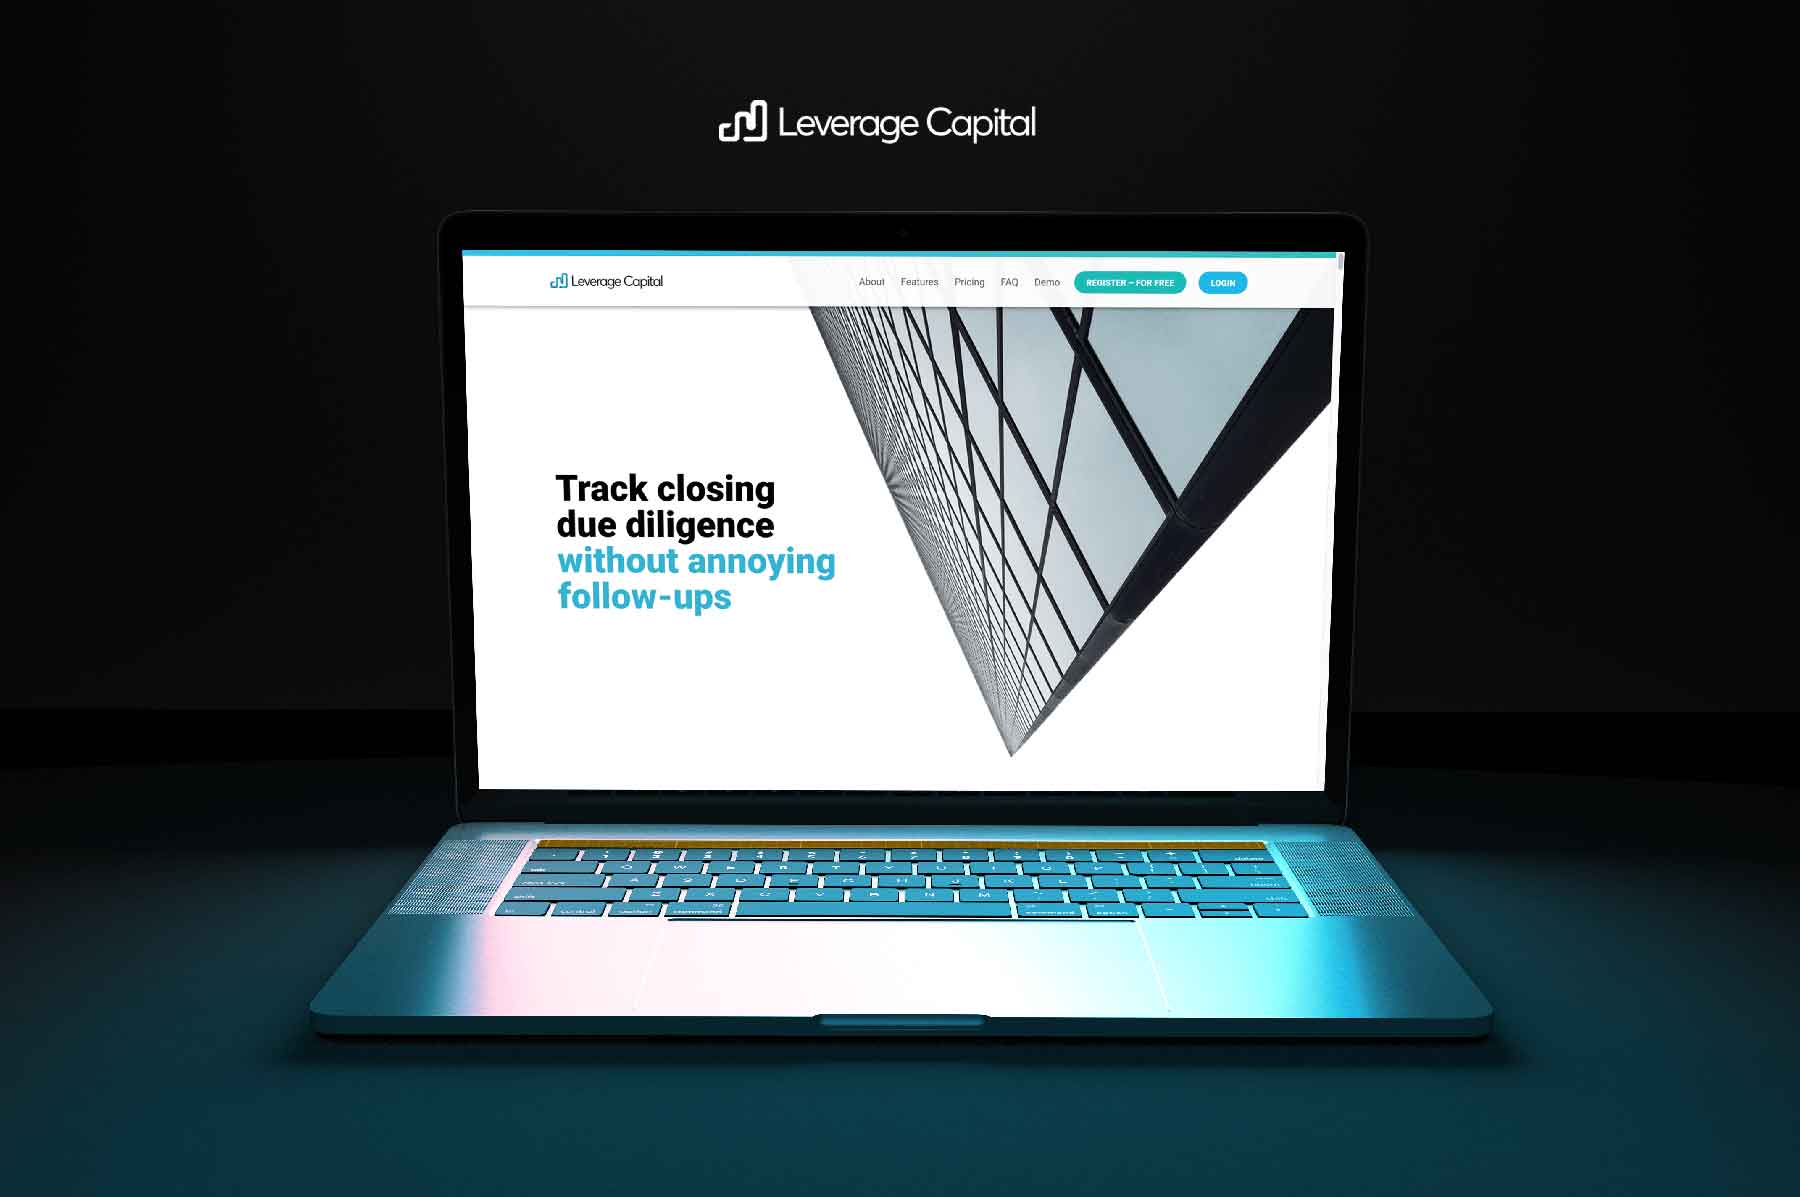 Leverage Capital
Leverage Capital
About Features Pricing FAQ Demo REGISTER – FOR FREE LOGIN
Track closing
due diligence
without annoying
follow-ups